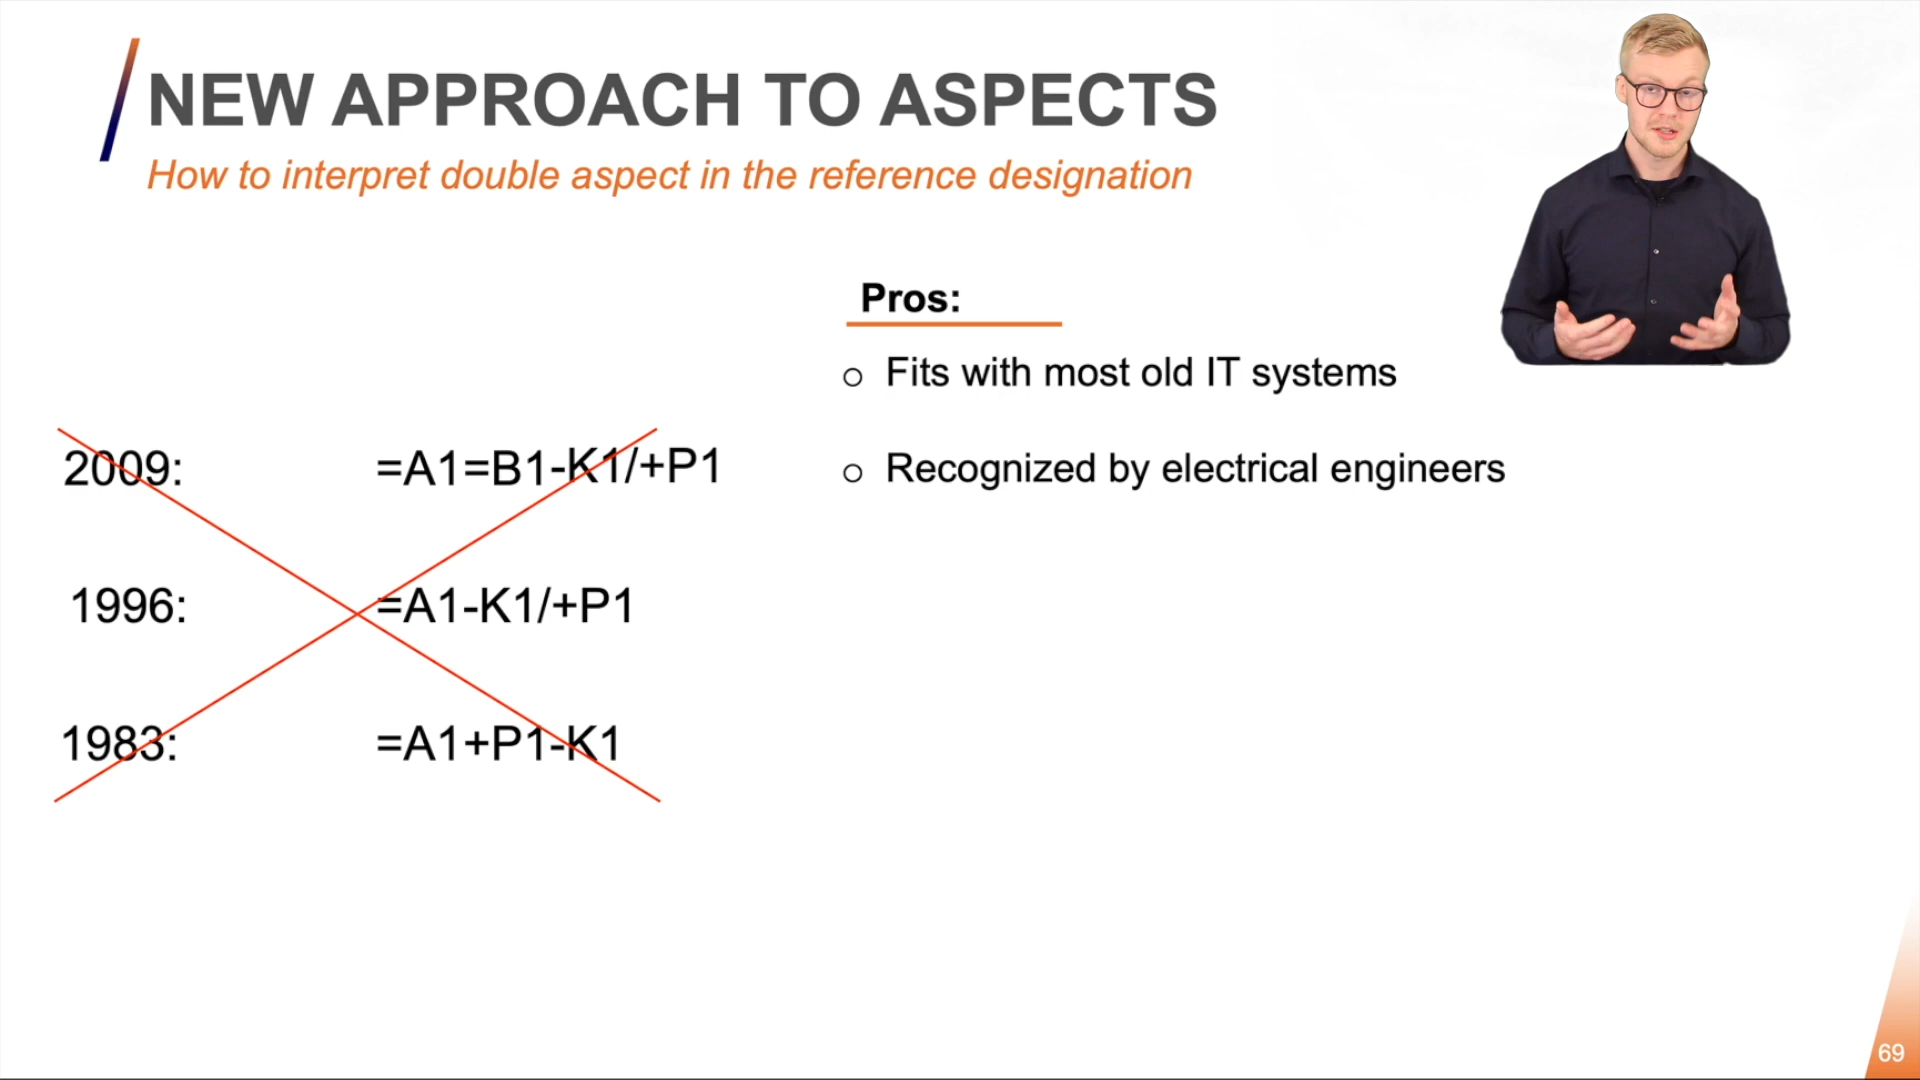 NEW APPROACH TO ASPECTS
How to interpret double aspect in the reference designation
Pros:
o Fits with most old IT systems
2009: =A1=B1-K1/+P1
o Recognized by electrical engineers
1996: =A1-K1/+P1
1983: =A1+P1-K1
69